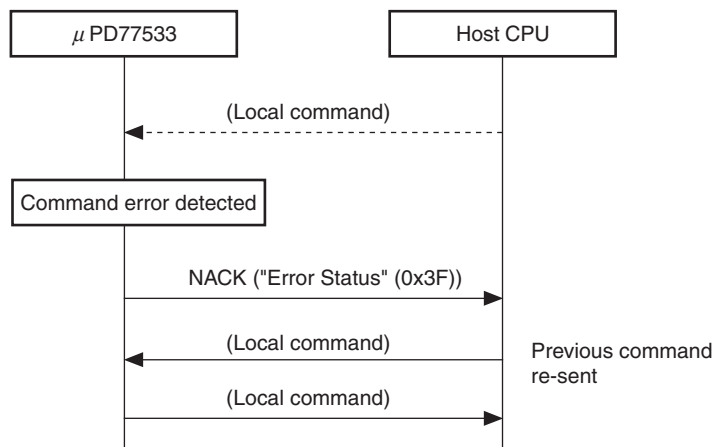 μPD77533
Host CPU
(Local command)
Command error detected
NACK ("Error Status" (0x3F))
(Local command)
Previous command
re-sent
(Local command)